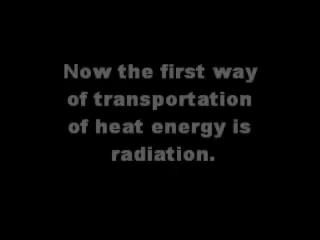 Now the first way
of transportation
of heat energy is
radiation.